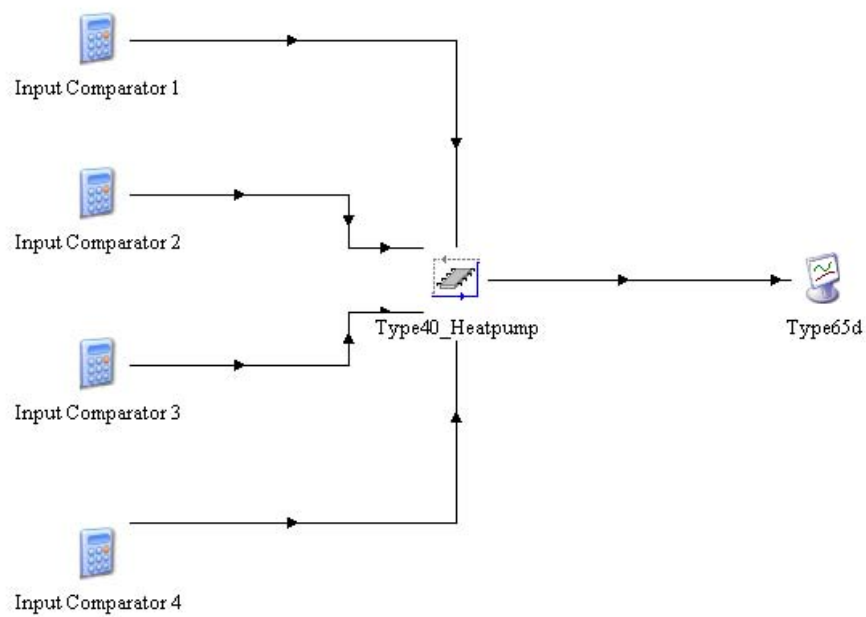 Input Comparator 1
Input Comparator 2
Type40_Heatpump
Type65d
Input Comparator 3
Input Comparator 4